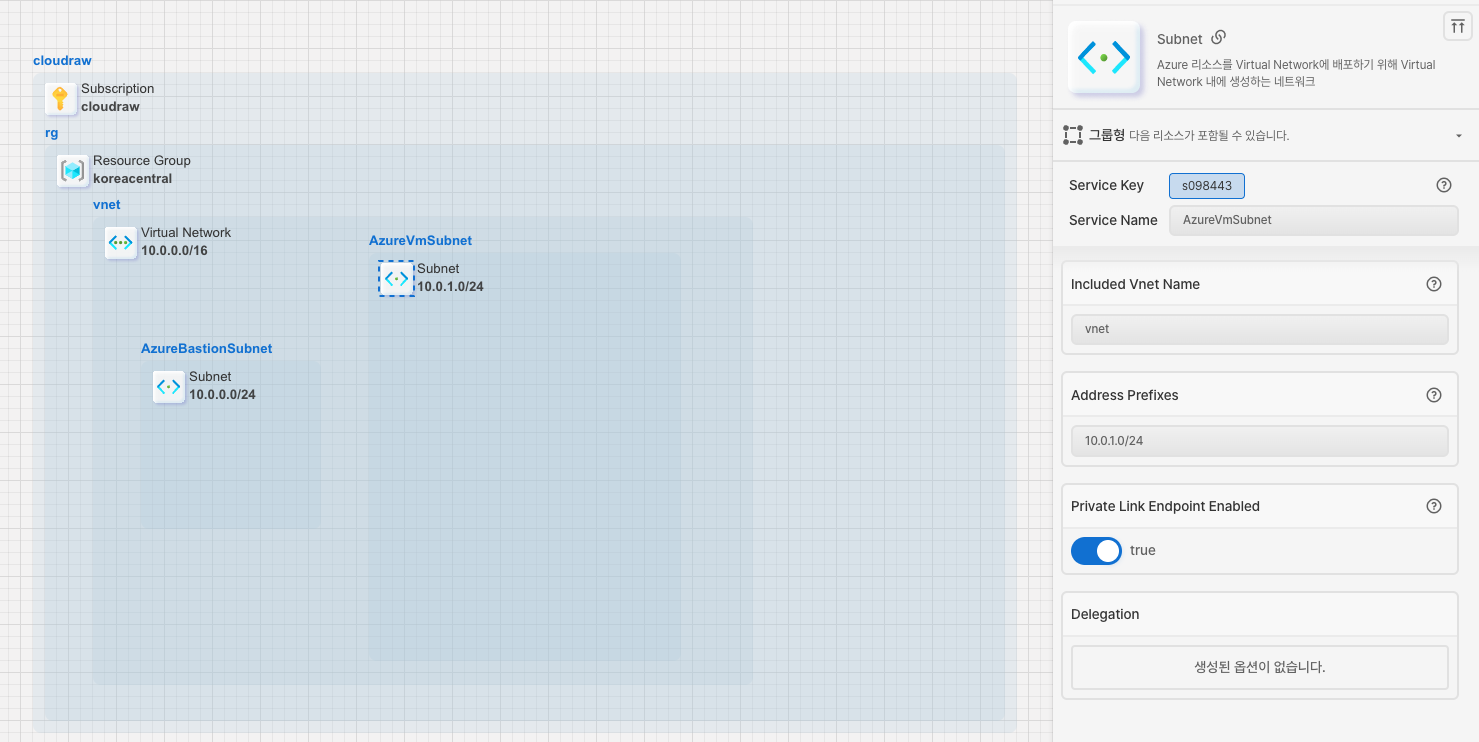 cloudraw
Subscription
cloudraw
rg
Resource Group
koreacentral
vnet
Virtual Network
10.0.0.0/16
AzureVmSubnet
Subnet
10.0.1.0/24
AzureBastionSubnet
Subnet
10.0.0.0/24
Subnet
Azure 리소스를 Virtual Network에 배포하기 위해 Virtual
Network 내에 생성하는 네트워크
그룹형 다음 리소스가 포함될 수 있습니다.
Service Key s098443
Service Name AzureVmSubnet
Included Vnet Name
vnet
Address Prefixes
10.0.1.0/24
Private Link Endpoint Enabled
true
Delegation
생성된 옵션이 없습니다.